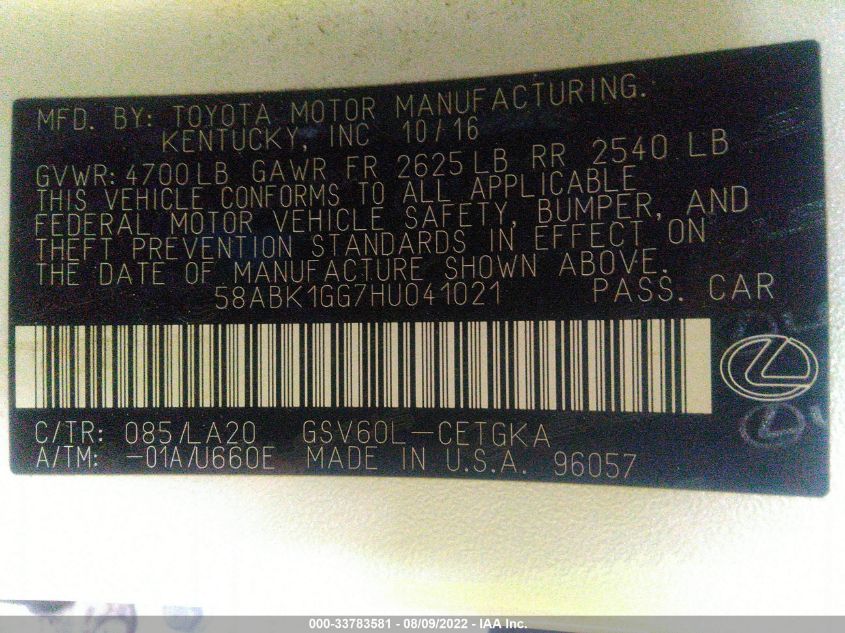 MFD. BY: TOYOTA MOTOR MANUFACTURING.
KENTUCKY, INC 10/16
GVWR: 4700LB GAWR FR 2625LB RR 2540 LB
THIS VEHICLE CONFORMS TO ALL APPLICABLE
FEDERAL MOTOR VEHICLE SAFETY, BUMPER, AND
THEFT PREVENTION STANDARDS IN EFFECT ON
THE DATE OF MANUFACTURE SHOWN ABOVE.
58ABK1GG7HU041021 PASS. CAR
C/TR: 085/LA20 GSV60L-CETGKA
A/TM: -01A/U660E MADE IN U.S.A. 96057
000-33783581 - 08/09/2022 - IAA Inc.